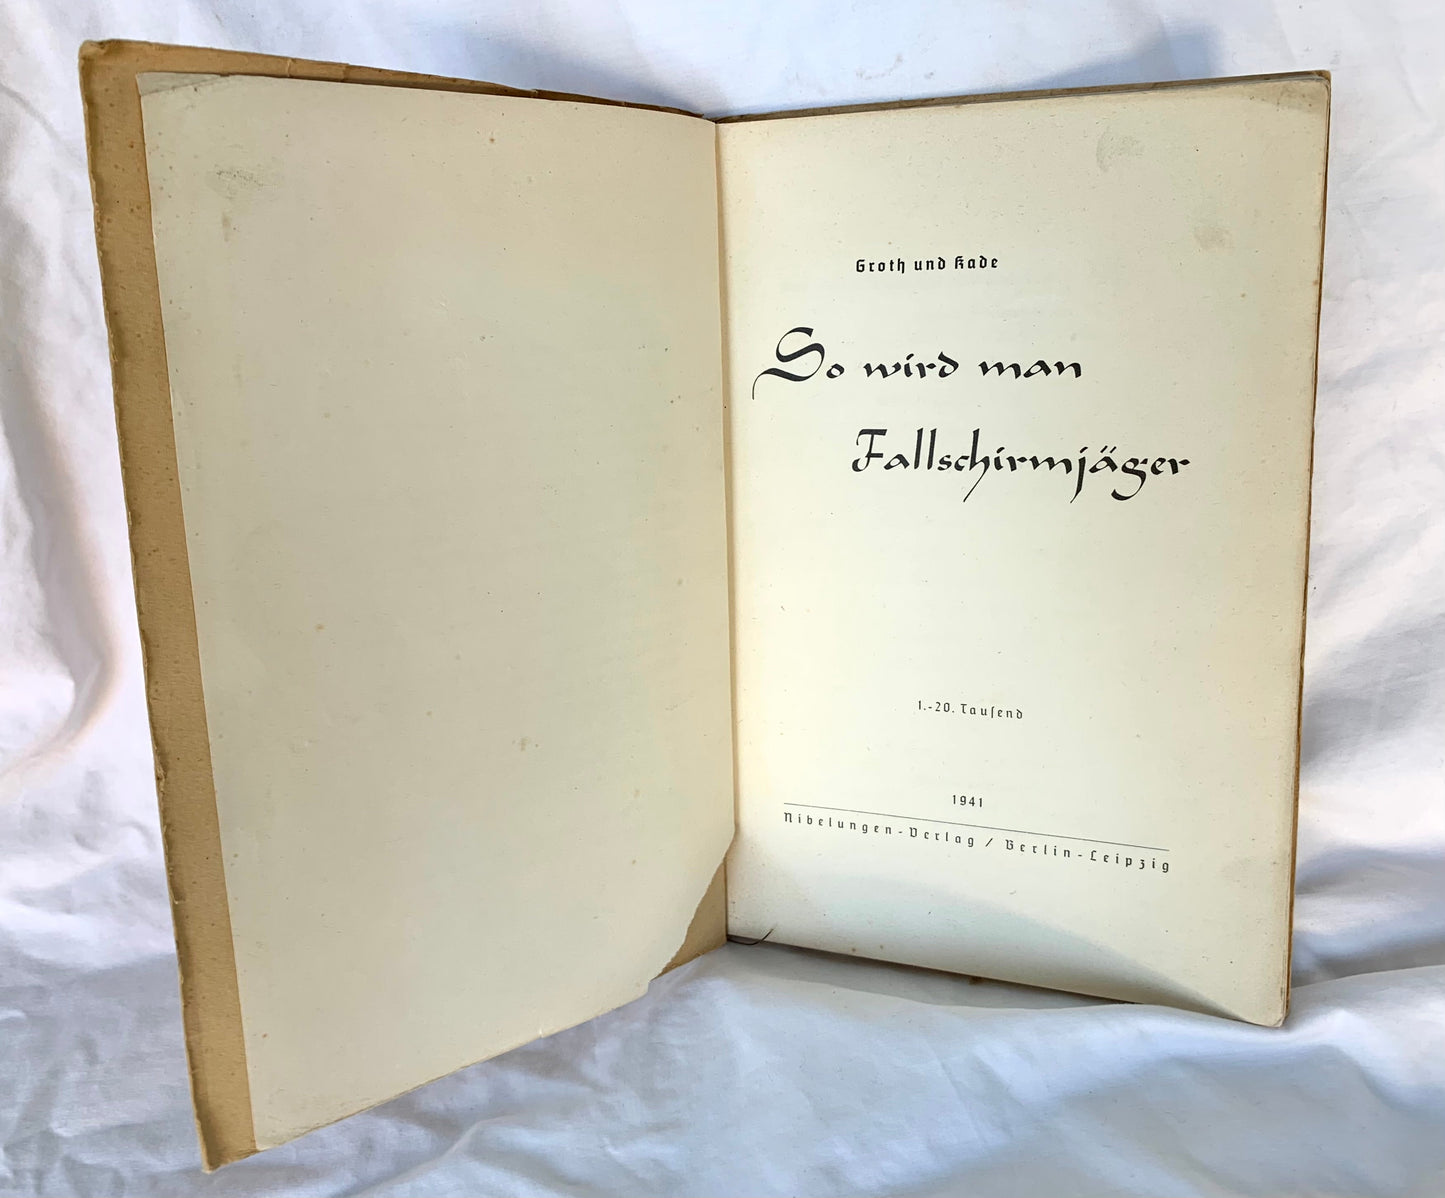 Groth und Kade
So wird man
Fallschirmjäger
1.-20. Tauſend
1941
Nibelungen-Verlag / Berlin-Leipzig